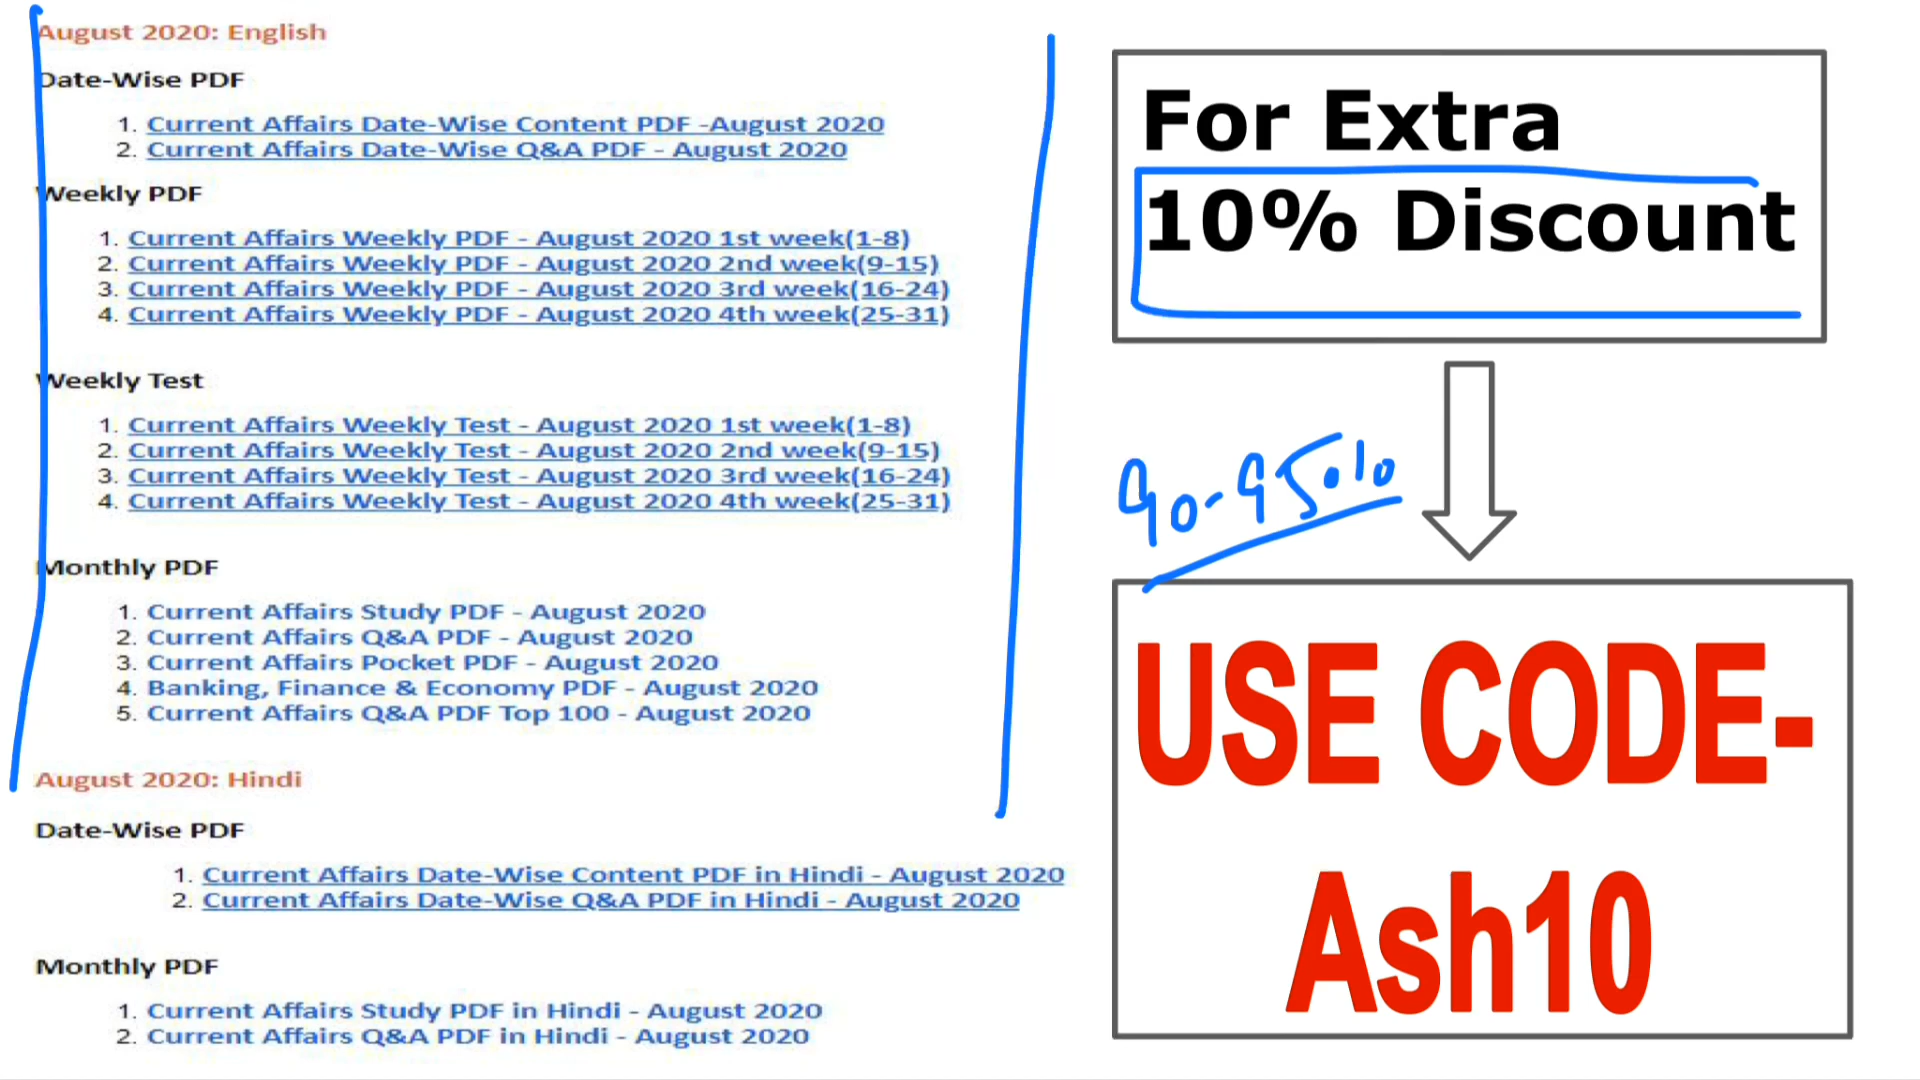 August 2020: English
Date-Wise PDF
1. Current Affairs Date-Wise Content PDF -August 2020
2. Current Affairs Date-Wise Q&A PDF - August 2020
Weekly PDF
1. Current Affairs Weekly PDF - August 2020 1st week(1-8)
2. Current Affairs Weekly PDF - August 2020 2nd week(9-15)
3. Current Affairs Weekly PDF - August 2020 3rd week(16-24)
4. Current Affairs Weekly PDF - August 2020 4th week(25-31)
Weekly Test
1. Current Affairs Weekly Test - August 2020 1st week(1-8)
2. Current Affairs Weekly Test - August 2020 2nd week(9-15)
3. Current Affairs Weekly Test - August 2020 3rd week(16-24)
4. Current Affairs Weekly Test - August 2020 4th week(25-31)
Monthly PDF
1. Current Affairs Study PDF - August 2020
2. Current Affairs Q&A PDF - August 2020
3. Current Affairs Pocket PDF - August 2020
4. Banking, Finance & Economy PDF - August 2020
5. Current Affairs Q&A PDF Top 100 - August 2020
August 2020: Hindi
Date-Wise PDF
1. Current Affairs Date-Wise Content PDF in Hindi - August 2020
2. Current Affairs Date-Wise Q&A PDF in Hindi - August 2020
Monthly PDF
1. Current Affairs Study PDF in Hindi - August 2020
2. Current Affairs Q&A PDF in Hindi - August 2020
For Extra
10% Discount
90-95%
USE CODE-
Ash10